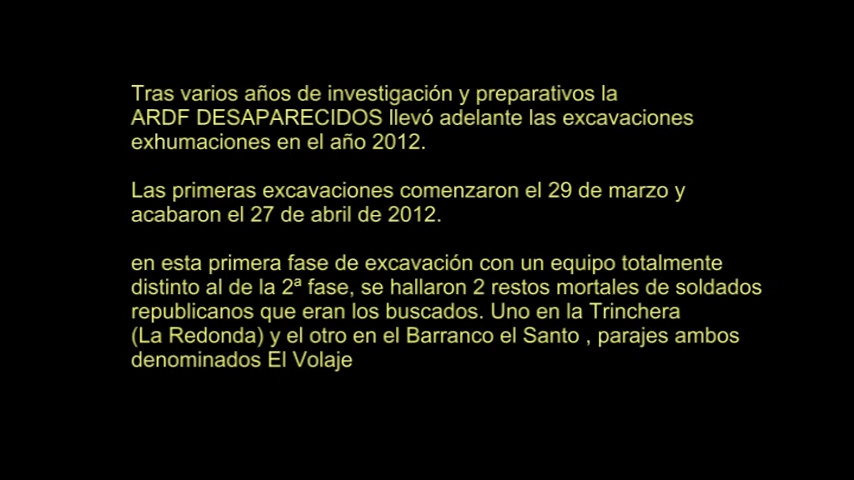 Tras varios años de investigación y preparativos la
ARDF DESAPARECIDOS llevó adelante las excavaciones
exhumaciones en el año 2012.
Las primeras excavaciones comenzaron el 29 de marzo y
acabaron el 27 de abril de 2012.
en esta primera fase de excavación con un equipo totalmente
distinto al de la 2ª fase, se hallaron 2 restos mortales de soldados
republicanos que eran los buscados. Uno en la Trinchera
(La Redonda) y el otro en el Barranco el Santo , parajes ambos
denominados El Volaje